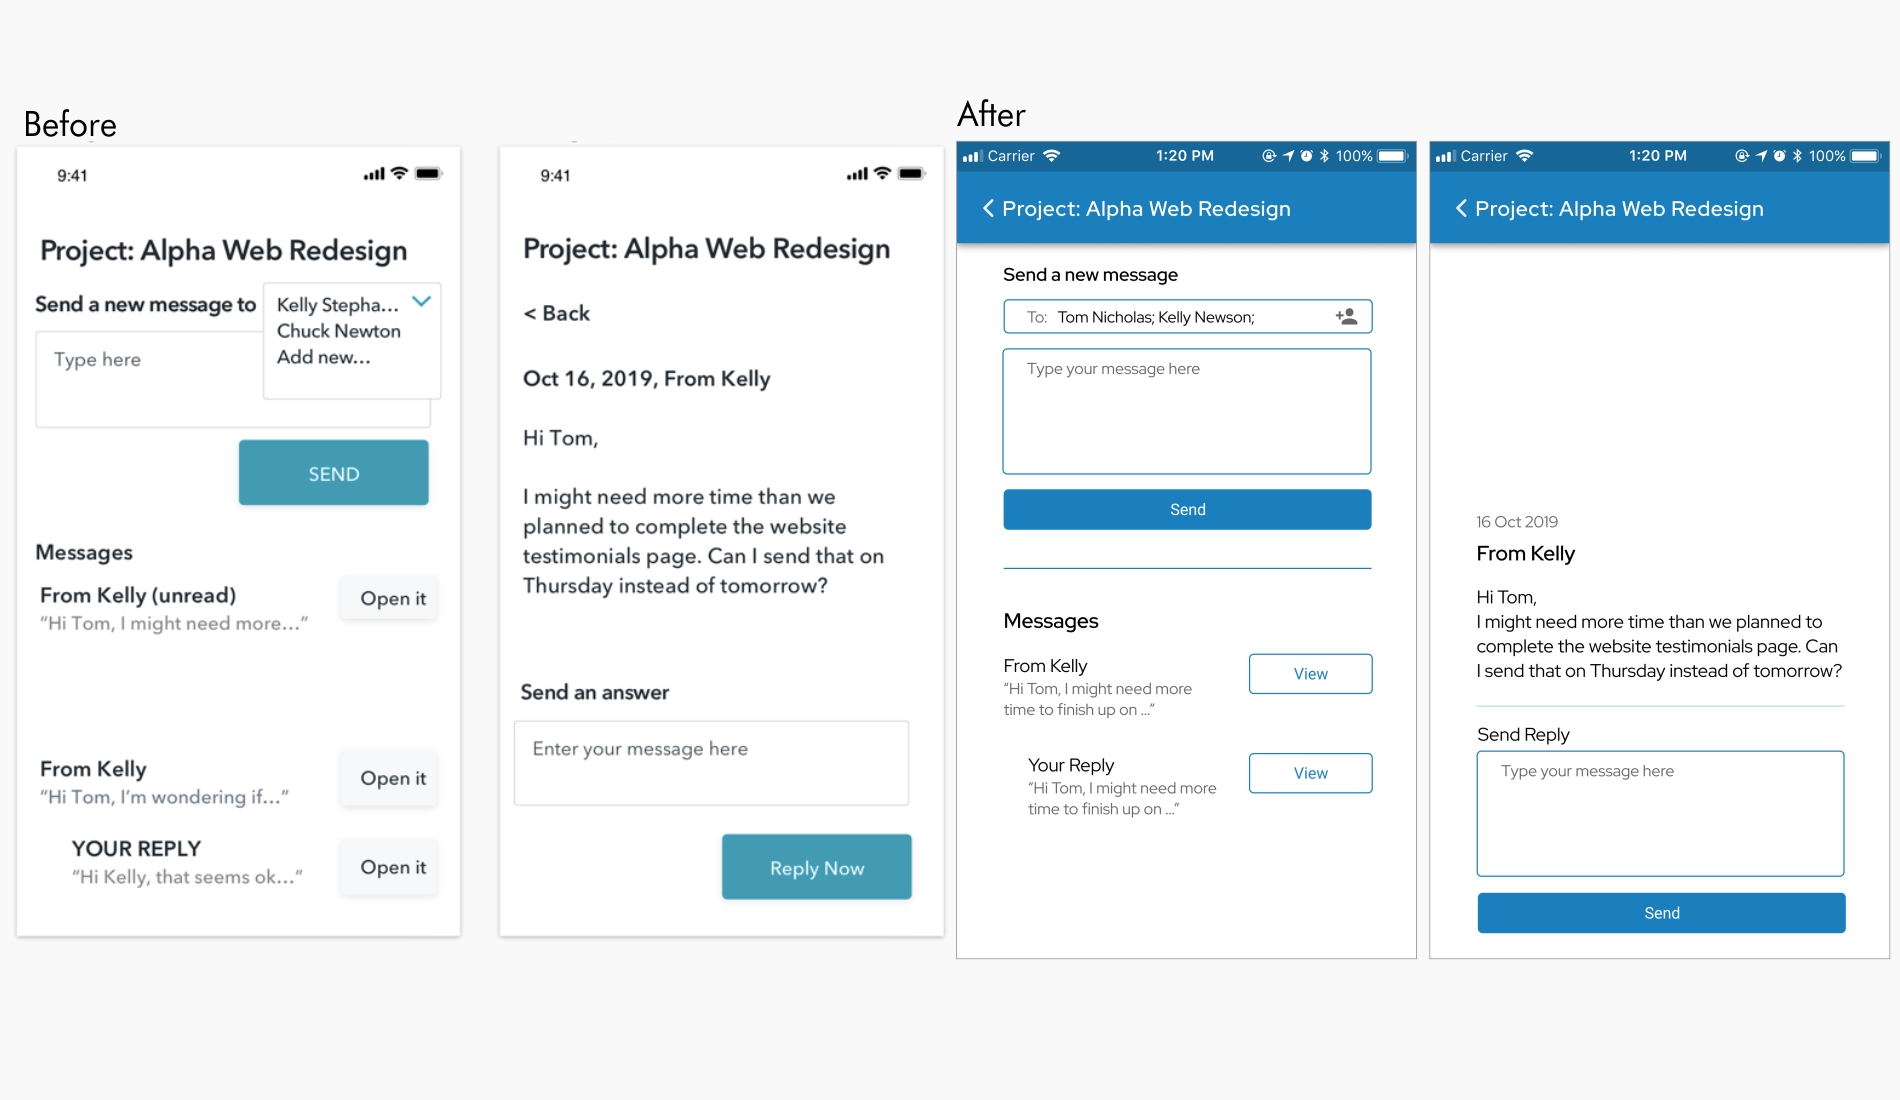 Before
9:41
Project: Alpha Web Redesign
Send a new message to
Kelly Stepha...
Chuck Newton
Add new...
Type here
SEND
Messages
From Kelly (unread)
“Hi Tom, I might need more...”
Open it
From Kelly
“Hi Tom, I’m wondering if...”
Open it
YOUR REPLY
“Hi Kelly, that seems ok...”
Open it
9:41
Project: Alpha Web Redesign
< Back
Oct 16, 2019, From Kelly
Hi Tom,
I might need more time than we
planned to complete the website
testimonials page. Can I send that on
Thursday instead of tomorrow?
Send an answer
Enter your message here
Reply Now
After
Carrier 1:20 PM 100%
Project: Alpha Web Redesign
Send a new message
To: Tom Nicholas; Kelly Newson;
Type your message here
Send
Messages
From Kelly
“Hi Tom, I might need more
time to finish up on ...”
View
Your Reply
“Hi Tom, I might need more
time to finish up on ...”
View
Carrier 1:20 PM 100%
Project: Alpha Web Redesign
16 Oct 2019
From Kelly
Hi Tom,
I might need more time than we planned to
complete the website testimonials page. Can
I send that on Thursday instead of tomorrow?
Send Reply
Type your message here
Send